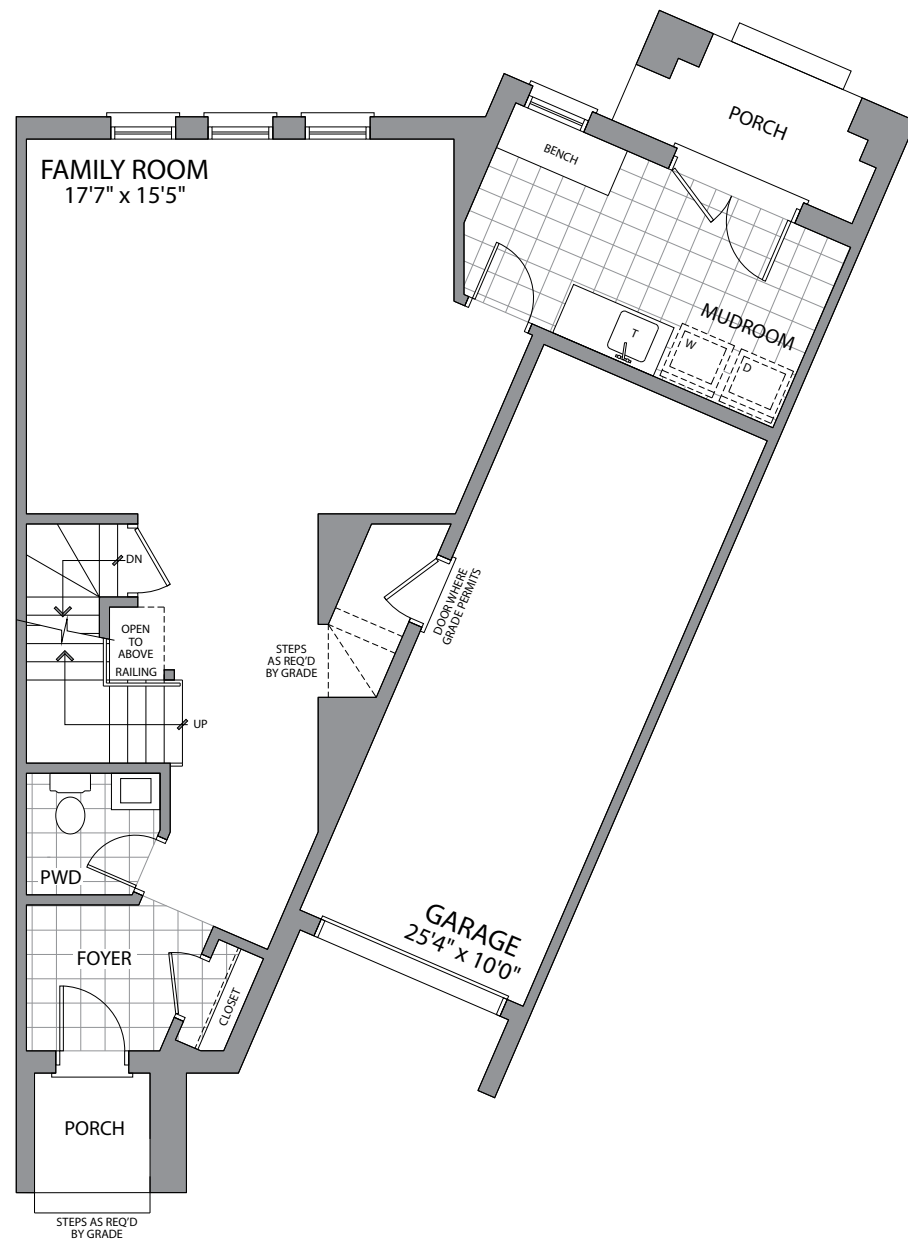 PORCH
BENCH
FAMILY ROOM
17'7" x 15'5"
MUDROOM
T
W
D
DN
DOOR WHERE
GRADE PERMITS
OPEN
TO
ABOVE
RAILING
STEPS
AS REQ'D
BY GRADE
UP
PWD
GARAGE
25'4" x 10'0"
FOYER
CLOSET
PORCH
STEPS AS REQ'D
BY GRADE